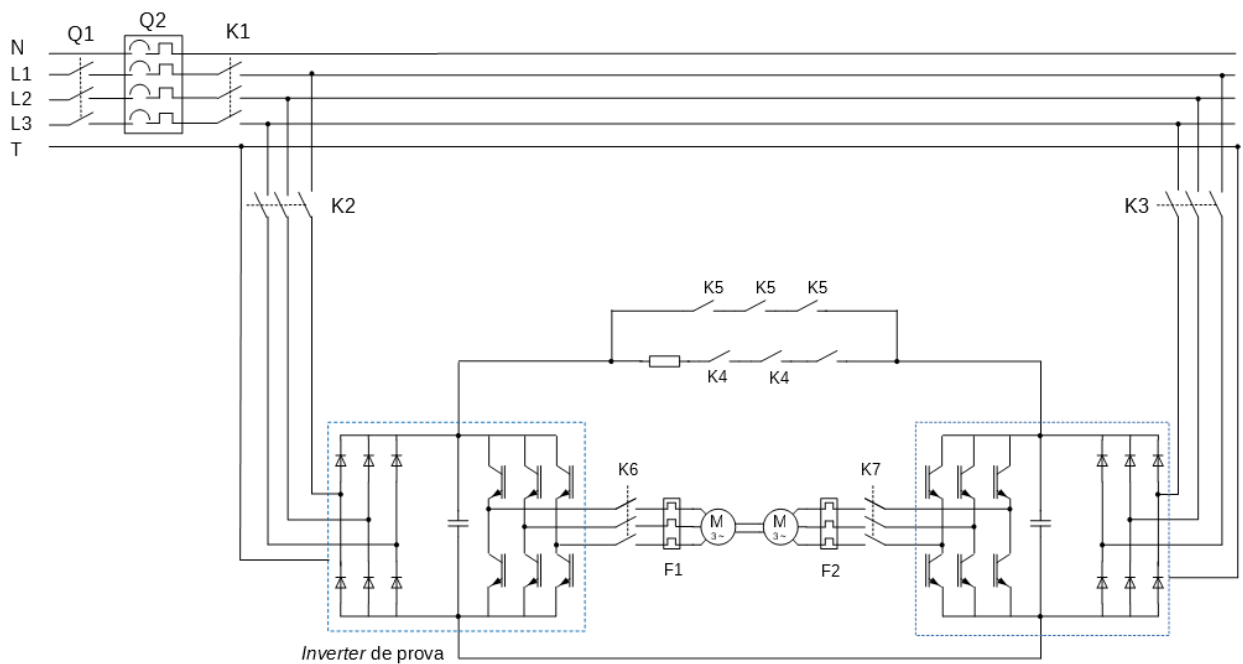 Q1
Q2
K1
N
L1
L2
L3
T
K2
K3
K5
K5
K5
K4
K4
K6
K7
M
3~
M
3~
F1
F2
Inverter de prova